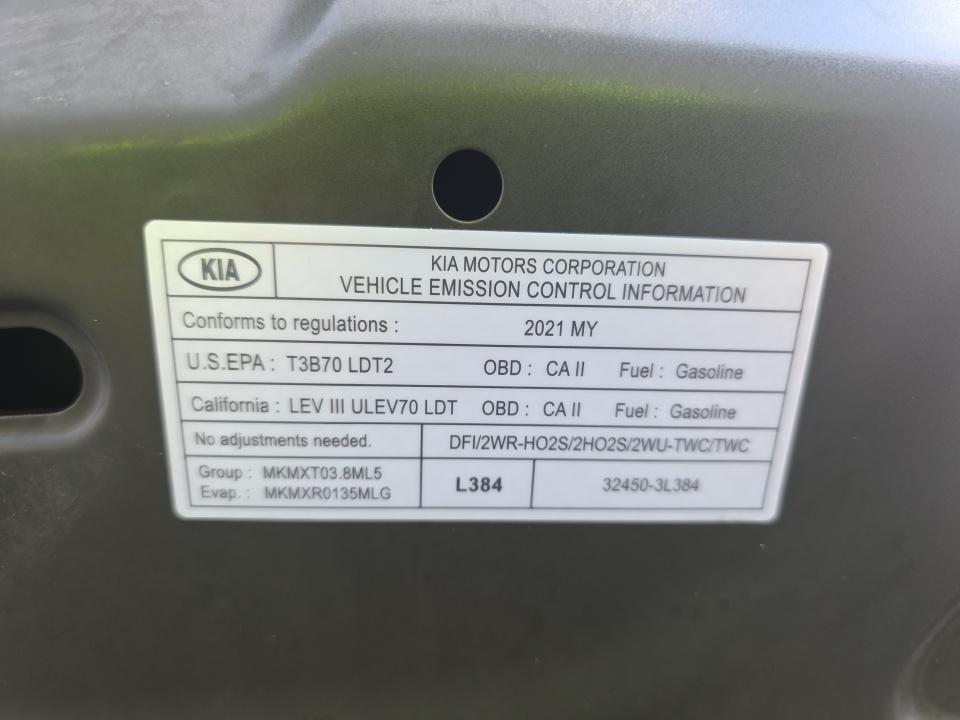 KIA
KIA MOTORS CORPORATION
VEHICLE EMISSION CONTROL INFORMATION
Conforms to regulations : 2021 MY
U.S.EPA : T3B70 LDT2 OBD : CA II Fuel : Gasoline
California : LEV III ULEV70 LDT OBD : CA II Fuel : Gasoline
No adjustments needed. DFI/2WR-HO2S/2HO2S/2WU-TWC/TWC
Group : MKMXT03.8ML5
Evap. : MKMXR0135MLG
L384
32450-3L384